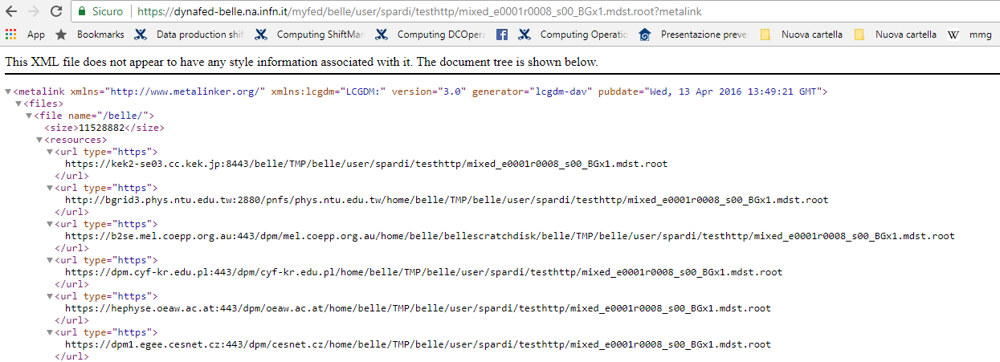 Sicuro https://dynafed-belle.na.infn.it/myfed/belle/user/spardi/testhttp/mixed_e0001r0008_s00_BGx1.mdst.root?metalink
App Bookmarks Data production shif Computing ShiftMan Computing DCOpera Computing Operatio Presentazione preve Nuova cartella Nuova cartella W mmg
This XML file does not appear to have any style information associated with it. The document tree is shown below.
<metalink xmlns="http://www.metalinker.org/" xmlns:lcgdm="LCGDM:" version="3.0" generator="lcgdm-dav" pubdate="Wed, 13 Apr 2016 13:49:21 GMT">
<files>
<file name="/belle/">
<size>11528882</size>
<resources>
<url type="https">
https://kek2-se03.cc.kek.jp:8443/belle/TMP/belle/user/spardi/testhttp/mixed_e0001r0008_s00_BGx1.mdst.root
</url>
<url type="https">
http://bgrid3.phys.ntu.edu.tw:2880/pnfs/phys.ntu.edu.tw/home/belle/TMP/belle/user/spardi/testhttp/mixed_e0001r0008_s00_BGx1.mdst.root
</url>
<url type="https">
https://b2se.mel.coepp.org.au:443/dpm/mel.coepp.org.au/home/belle/bellescratchdisk/belle/TMP/belle/user/spardi/testhttp/mixed_e0001r0008_s00_BGx1.mdst.root
</url>
<url type="https">
https://dpm.cyf-kr.edu.pl:443/dpm/cyf-kr.edu.pl/home/belle/TMP/belle/user/spardi/testhttp/mixed_e0001r0008_s00_BGx1.mdst.root
</url>
<url type="https">
https://hephyse.oeaw.ac.at:443/dpm/oeaw.ac.at/home/belle/TMP/belle/user/spardi/testhttp/mixed_e0001r0008_s00_BGx1.mdst.root
</url>
<url type="https">
https://dpm1.egee.cesnet.cz:443/dpm/cesnet.cz/home/belle/TMP/belle/user/spardi/testhttp/mixed_e0001r0008_s00_BGx1.mdst.root
</url>